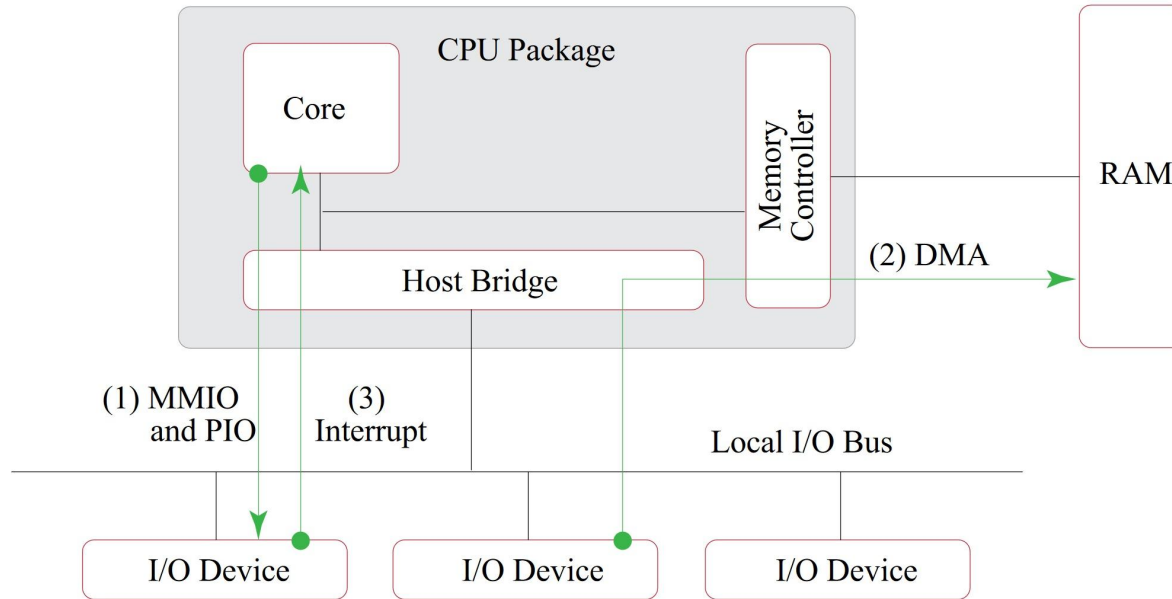 CPU Package
Core
Memory
Controller
RAM
Host Bridge
(2) DMA
(1) MMIO
and PIO
(3)
Interrupt
Local I/O Bus
I/O Device
I/O Device
I/O Device